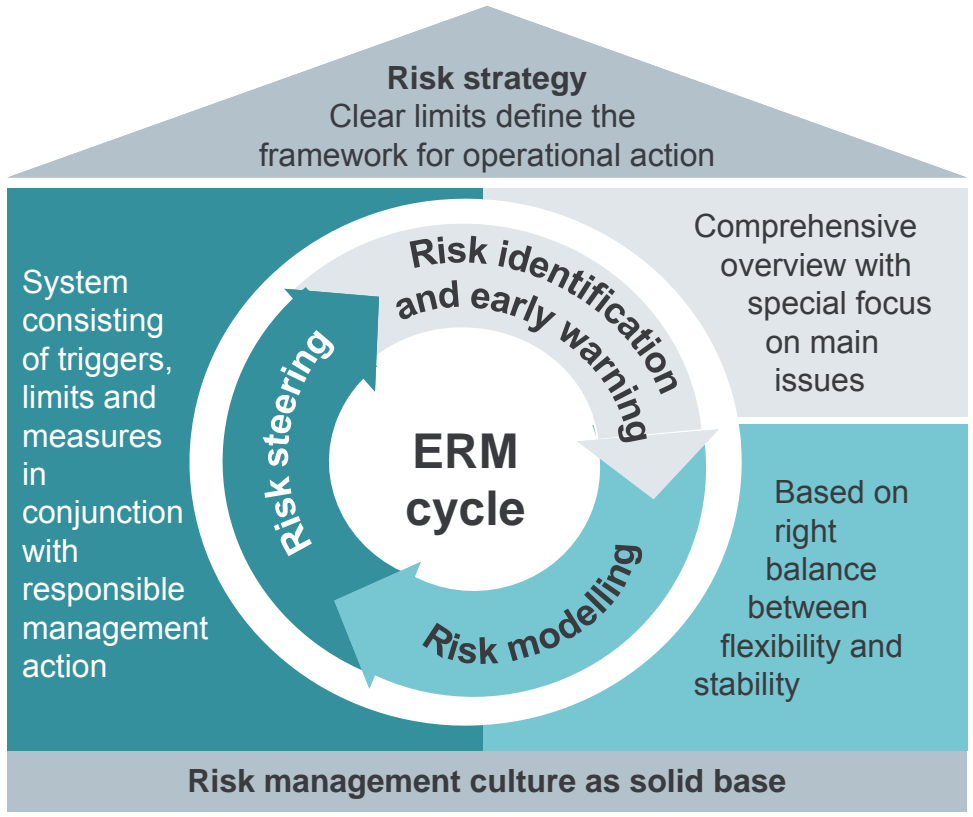 Risk strategy
Clear limits define the
framework for operational action
System
consisting
of triggers,
limits and
measures
in
conjunction
with
responsible
management
action
Risk steering
Risk identification
and early warning
ERM
cycle
Risk modelling
Comprehensive
overview with
special focus
on main
issues
Based on
right
balance
between
flexibility and
stability
Risk management culture as solid base